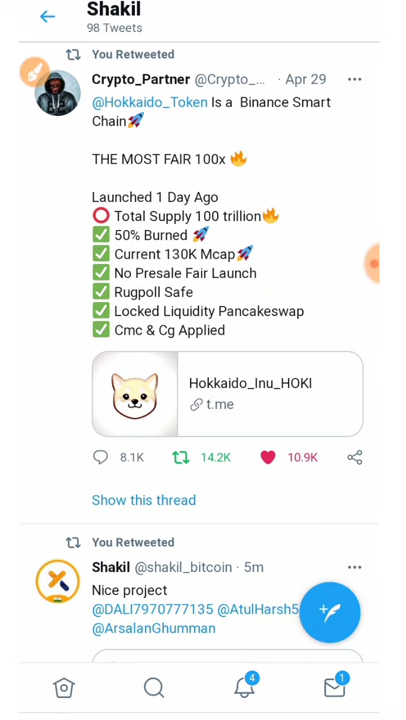 Shakil
98 Tweets
You Retweeted
Crypto_Partner @Crypto_... · Apr 29
@Hokkaido_Token Is a Binance Smart
Chain🚀
THE MOST FAIR 100x 🔥
Launched 1 Day Ago
⭕ Total Supply 100 trillion🔥
✅ 50% Burned 🚀
✅ Current 130K Mcap🚀
✅ No Presale Fair Launch
✅ Rugpoll Safe
✅ Locked Liquidity Pancakeswap
✅ Cmc & Cg Applied
Hokkaido_Inu_HOKI
t.me
8.1K 14.2K 10.9K
Show this thread
You Retweeted
Shakil @shakil_bitcoin · 5m
Nice project
@DALI7970777135 @AtulHarsh5
@ArsalanGhumman
4 1